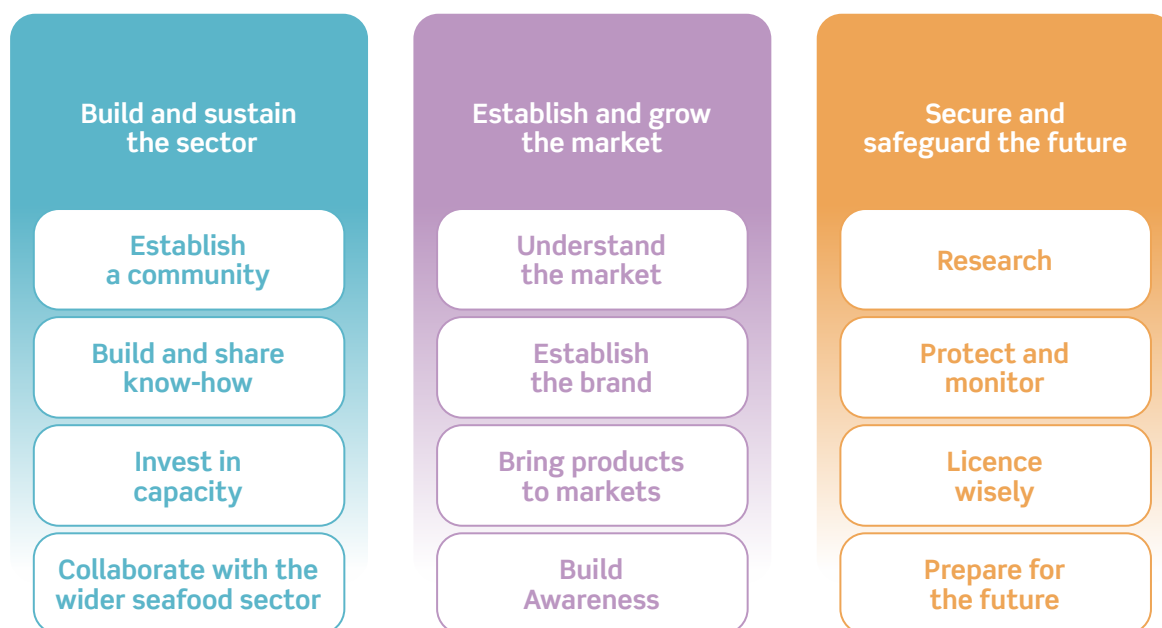 Build and sustain
the sector
Establish
a community
Build and share
know-how
Invest in
capacity
Collaborate with the
wider seafood sector
Establish and grow
the market
Understand
the market
Establish
the brand
Bring products
to markets
Build
Awareness
Secure and
safeguard the future
Research
Protect and
monitor
Licence
wisely
Prepare for
the future